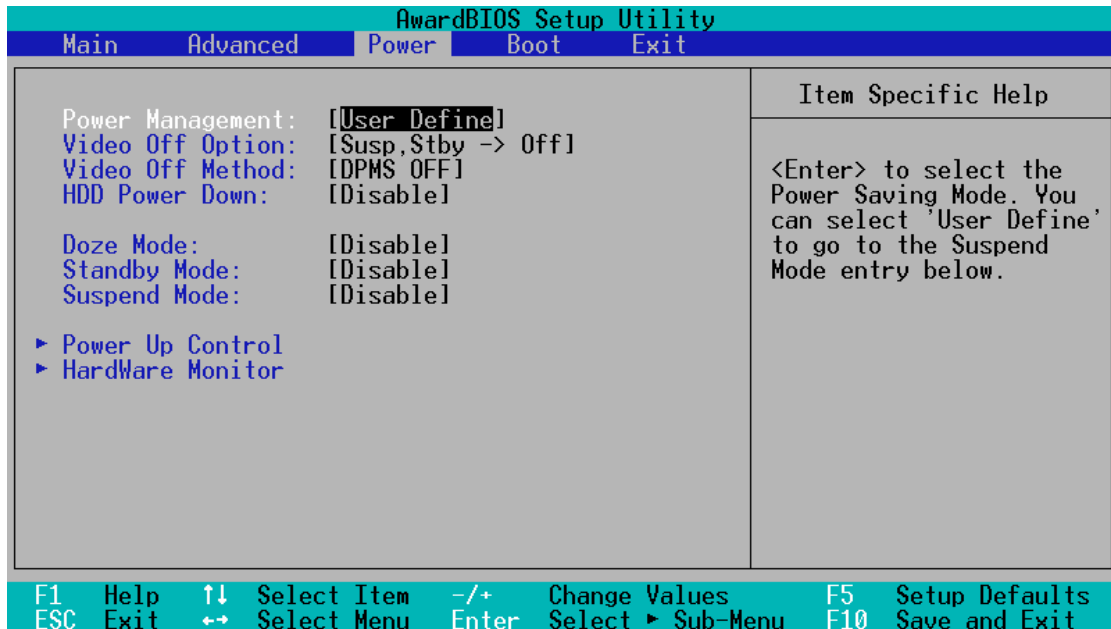 AwardBIOS Setup Utility
Main Advanced Power Boot Exit
Power Management: [User Define]
Video Off Option: [Susp,Stby -> Off]
Video Off Method: [DPMS OFF]
HDD Power Down: [Disable]
Doze Mode: [Disable]
Standby Mode: [Disable]
Suspend Mode: [Disable]
► Power Up Control
► HardWare Monitor
Item Specific Help
<Enter> to select the
Power Saving Mode. You
can select 'User Define'
to go to the Suspend
Mode entry below.
F1 Help ↑↓ Select Item -/+ Change Values F5 Setup Defaults
ESC Exit ←→ Select Menu Enter Select ► Sub-Menu F10 Save and Exit